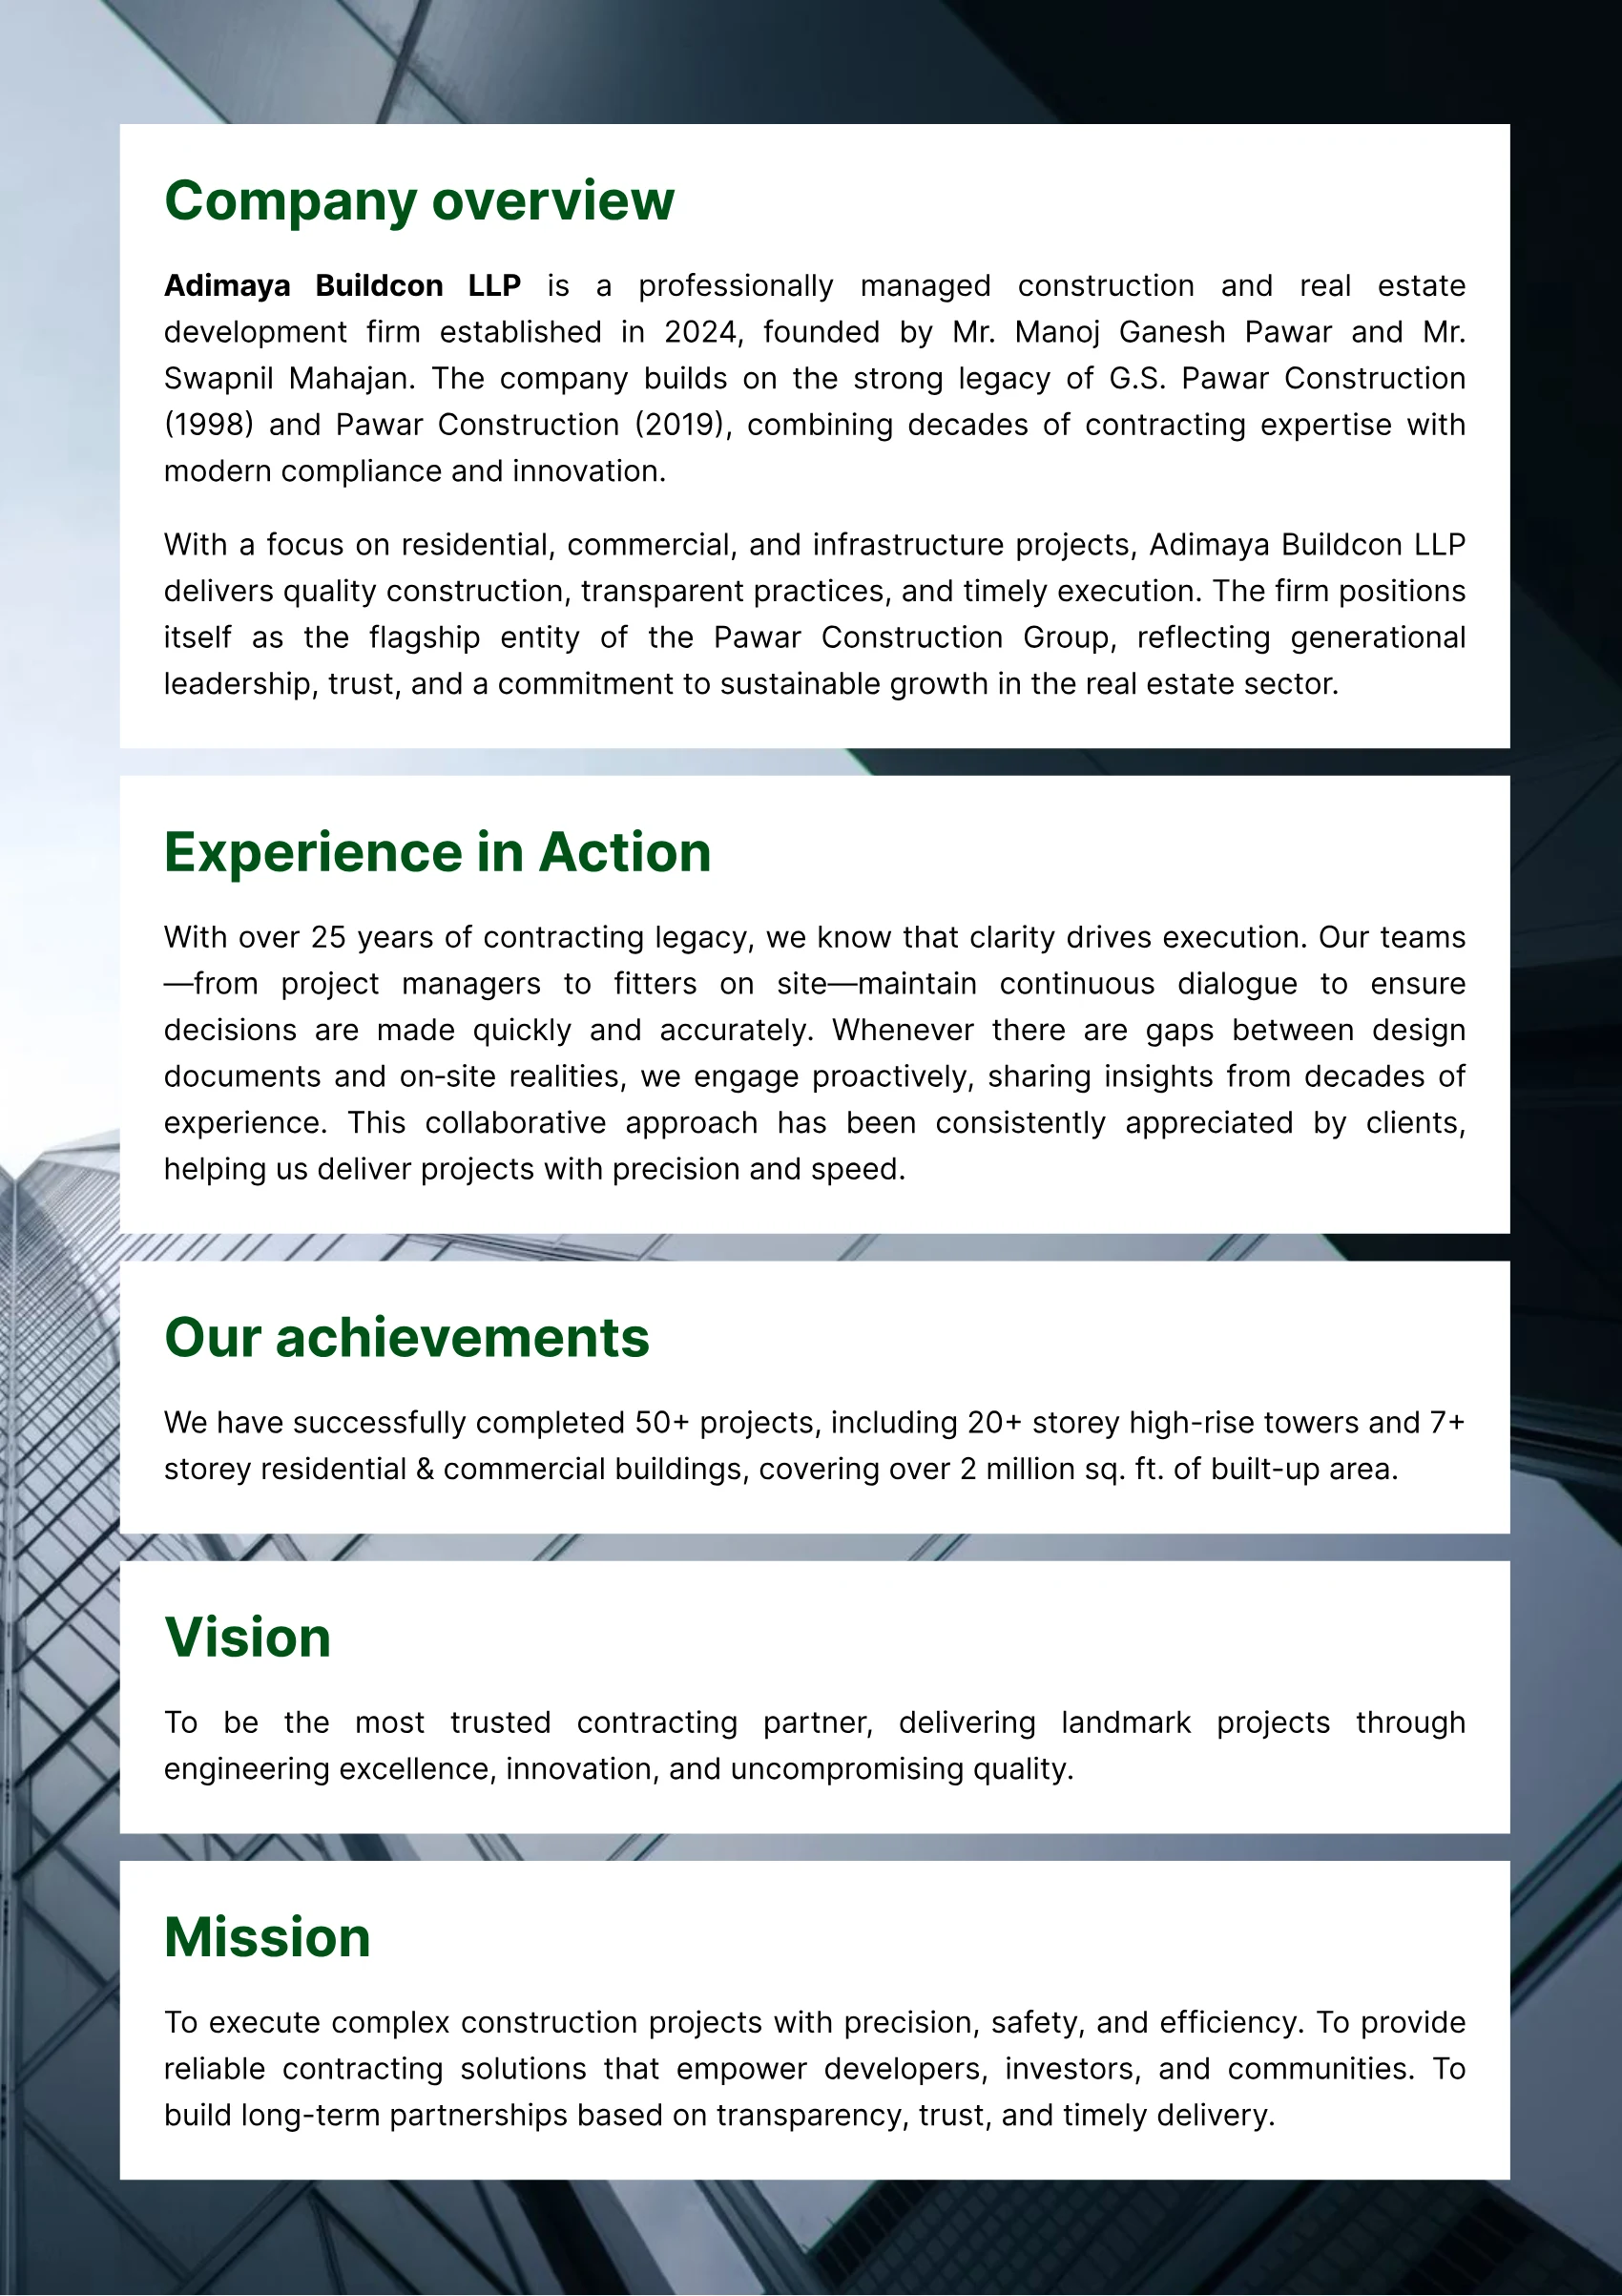 Company overview
Adimaya Buildcon LLP is a professionally managed construction and real estate
development firm established in 2024, founded by Mr. Manoj Ganesh Pawar and Mr.
Swapnil Mahajan. The company builds on the strong legacy of G.S. Pawar Construction
(1998) and Pawar Construction (2019), combining decades of contracting expertise with
modern compliance and innovation.
With a focus on residential, commercial, and infrastructure projects, Adimaya Buildcon LLP
delivers quality construction, transparent practices, and timely execution. The firm positions
itself as the flagship entity of the Pawar Construction Group, reflecting generational
leadership, trust, and a commitment to sustainable growth in the real estate sector.
Experience in Action
With over 25 years of contracting legacy, we know that clarity drives execution. Our teams
—from project managers to fitters on site—maintain continuous dialogue to ensure
decisions are made quickly and accurately. Whenever there are gaps between design
documents and on-site realities, we engage proactively, sharing insights from decades of
experience. This collaborative approach has been consistently appreciated by clients,
helping us deliver projects with precision and speed.
Our achievements
We have successfully completed 50+ projects, including 20+ storey high-rise towers and 7+
storey residential & commercial buildings, covering over 2 million sq. ft. of built-up area.
Vision
To be the most trusted contracting partner, delivering landmark projects through
engineering excellence, innovation, and uncompromising quality.
Mission
To execute complex construction projects with precision, safety, and efficiency. To provide
reliable contracting solutions that empower developers, investors, and communities. To
build long-term partnerships based on transparency, trust, and timely delivery.